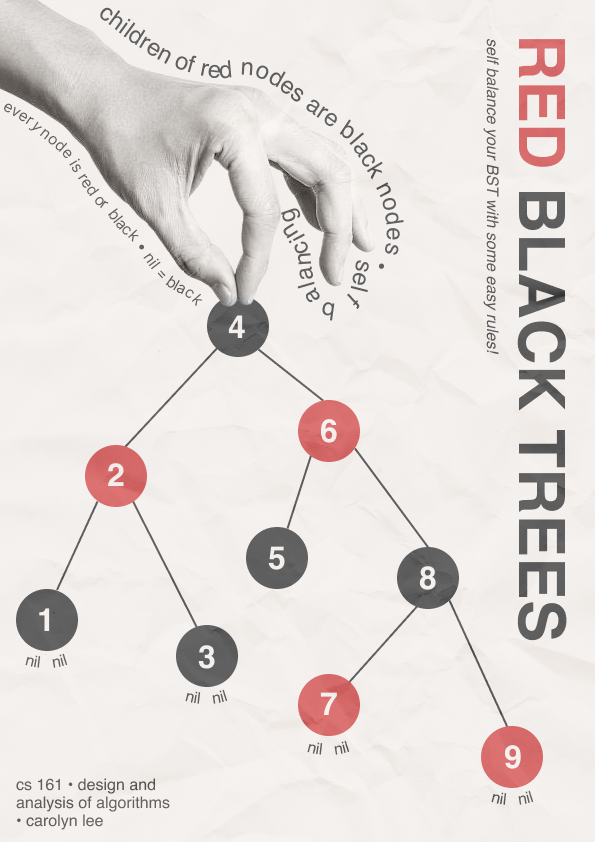 RED BLACK TREES
self balance your BST with some easy rules!
children of red nodes are black nodes • self balancing
every node is red or black • nil = black
4
2
6
5
8
1
3
7
9
nil nil
nil nil
nil nil
nil nil
cs 161 • design and
analysis of algorithms
• carolyn lee